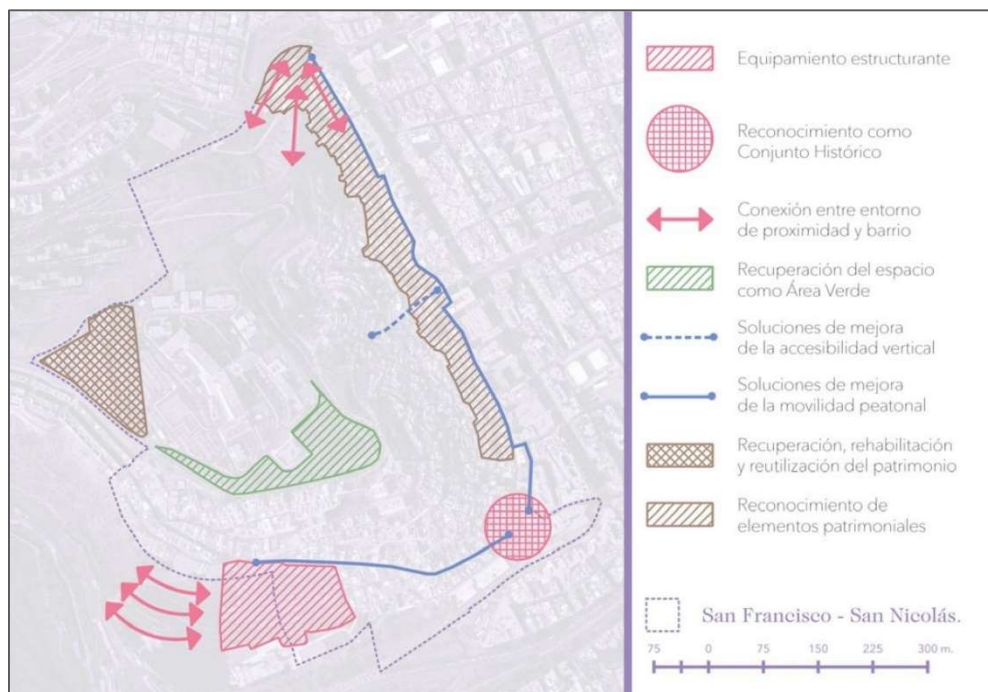 Equipamiento estructurante
Reconocimiento como
Conjunto Histórico
Conexión entre entorno
de proximidad y barrio
Recuperación del espacio
como Área Verde
Soluciones de mejora
de la accesibilidad vertical
Soluciones de mejora
de la movilidad peatonal
Recuperación, rehabilitación
y reutilización del patrimonio
Reconocimiento de
elementos patrimoniales
San Francisco - San Nicolás.
75 0 75 150 225 300 m.